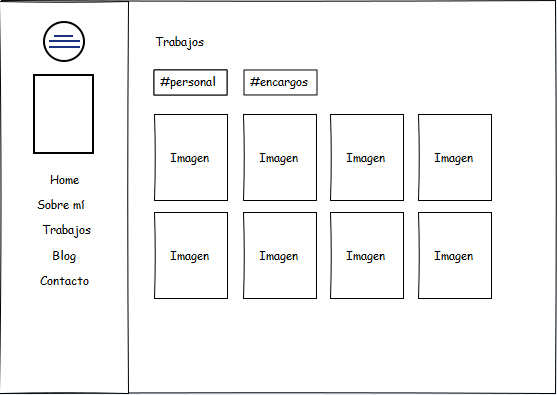 Home
Sobre mí
Trabajos
Blog
Contacto
Trabajos
#personal
#encargos
Imagen
Imagen
Imagen
Imagen
Imagen
Imagen
Imagen
Imagen